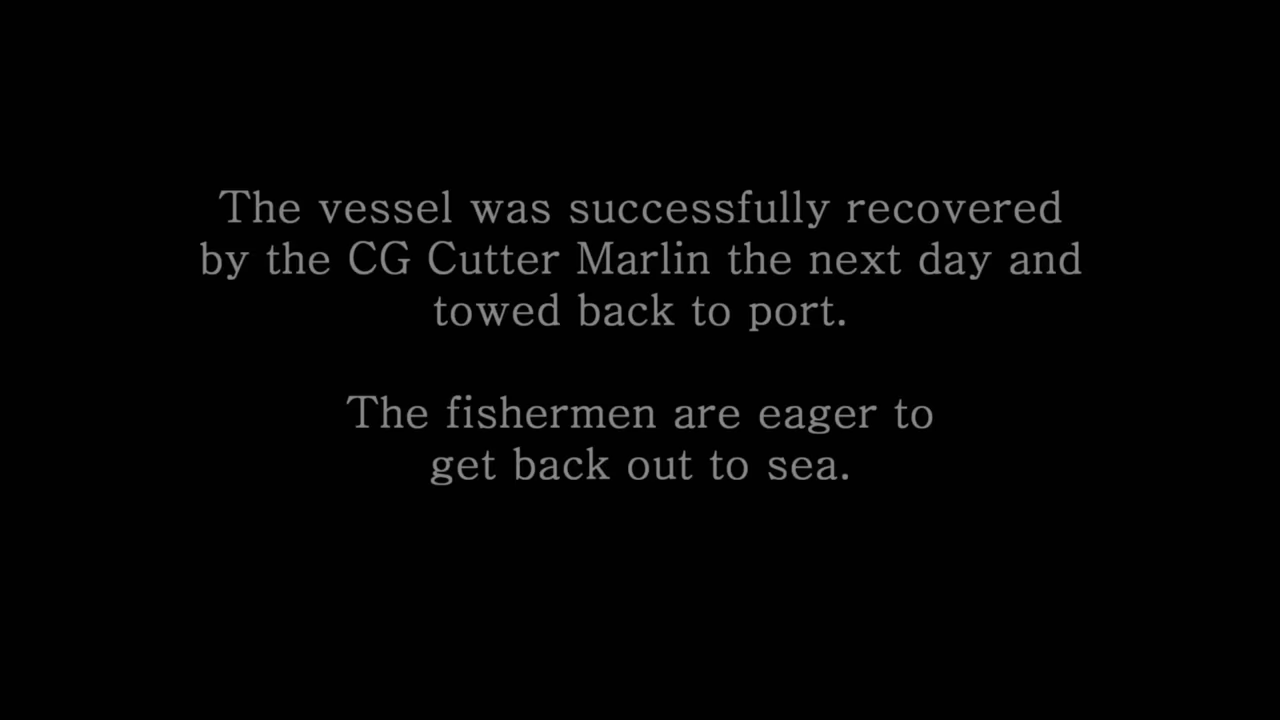 The vessel was successfully recovered
by the CG Cutter Marlin the next day and
towed back to port.
The fishermen are eager to
get back out to sea.